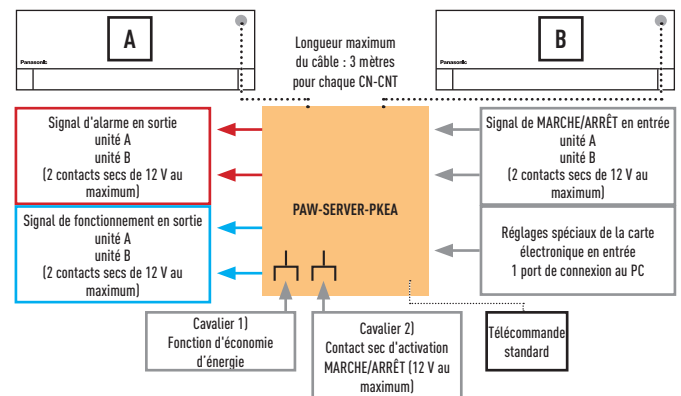 A
Panasonic
Longueur maximum
du câble : 3 mètres
pour chaque CN-CNT
B
Panasonic
Signal d'alarme en sortie
unité A
unité B
(2 contacts secs de 12 V au
maximum)
Signal de fonctionnement en sortie
unité A
unité B
(2 contacts secs de 12 V au
maximum)
PAW-SERVER-PKEA
Signal de MARCHE/ARRÊT en entrée
unité A
unité B
(2 contacts secs de 12 V au
maximum)
Réglages spéciaux de la carte
électronique en entrée
1 port de connexion au PC
Cavalier 1)
Fonction d'économie
d'énergie
Cavalier 2)
Contact sec d'activation
MARCHE/ARRÊT (12 V au
maximum)
Télécommande
standard